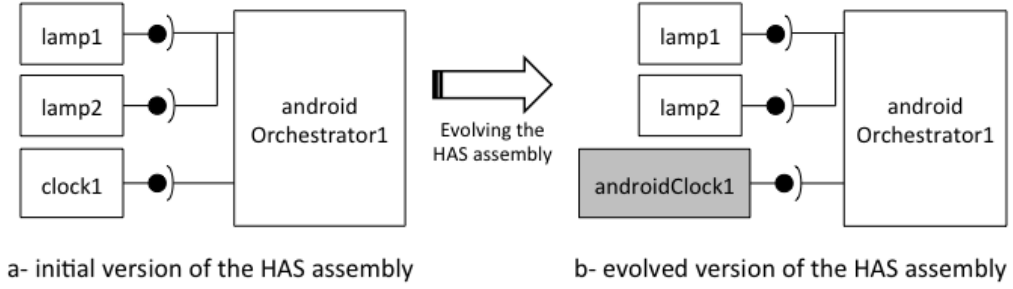 lamp1
lamp2
clock1
android
Orchestrator1
Evolving the
HAS assembly
lamp1
lamp2
androidClock1
android
Orchestrator1
a- initial version of the HAS assembly
b- evolved version of the HAS assembly